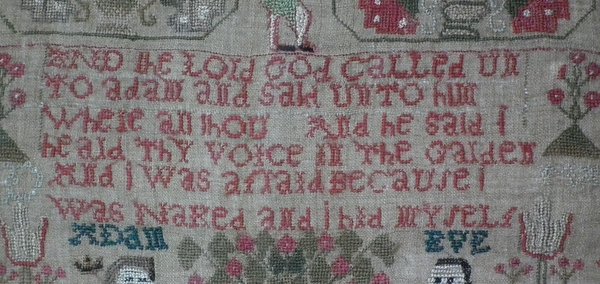 AND the Lord GOD Called Un
TO adam and said UnTO him
Where art thou And he said I
heard Thy Voice in The Garden
And i Was afraid Because i
Was Naked and i hid mysels
ADam EVE